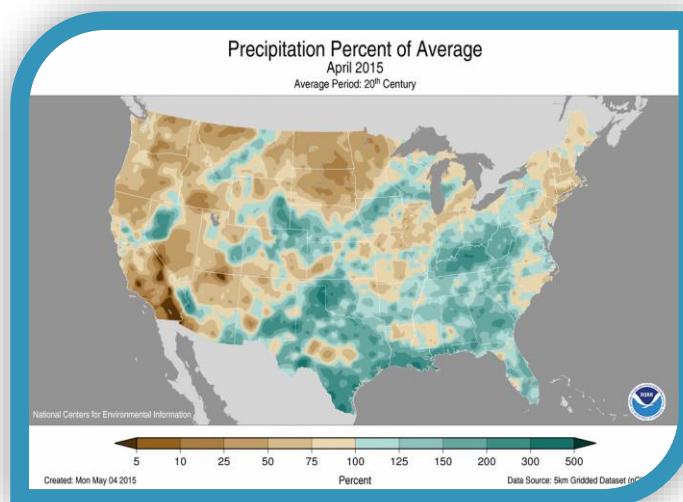 Precipitation Percent of Average
April 2015
Average Period: 20th Century
National Centers for Environmental Information
NOAA
5 10 25 50 75 100 125 150 200 300 500
Created: Mon May 04 2015 Percent Data Source: 5km Gridded Dataset